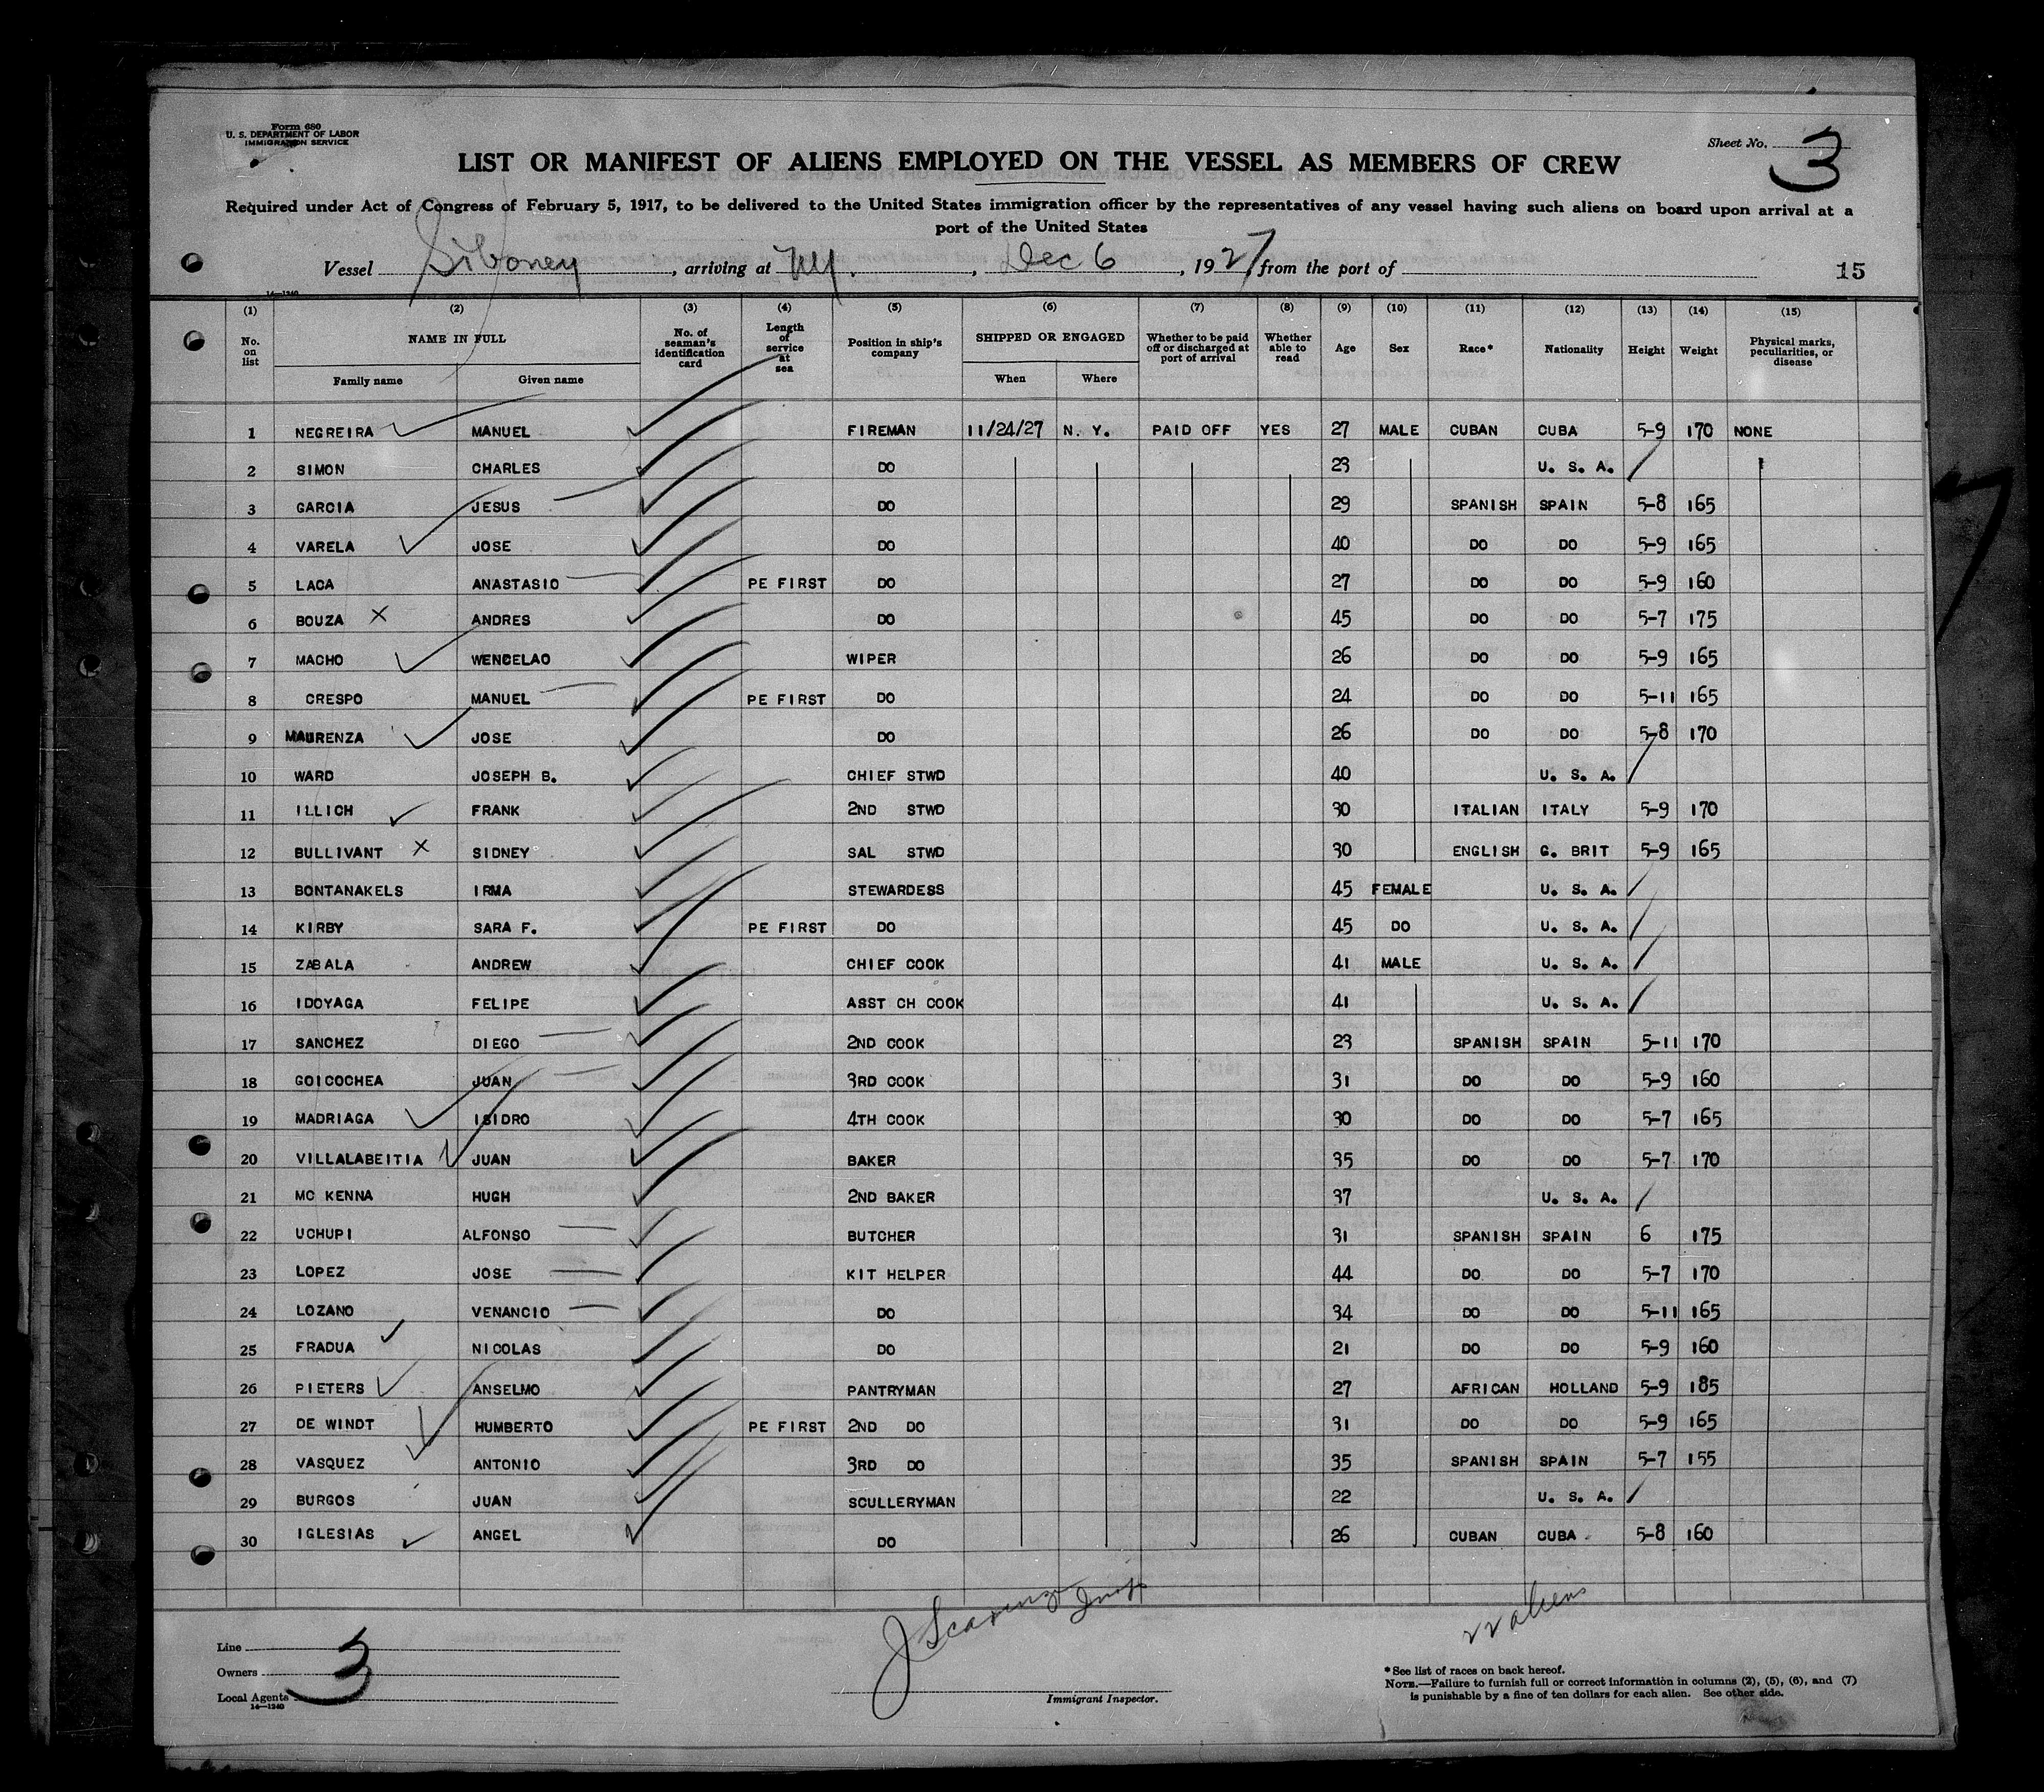 Form 680
U. S. DEPARTMENT OF LABOR
IMMIGRATION SERVICE
Sheet No. 3
LIST OR MANIFEST OF ALIENS EMPLOYED ON THE VESSEL AS MEMBERS OF CREW
Required under Act of Congress of February 5, 1917, to be delivered to the United States immigration officer by the representatives of any vessel having such aliens on board upon arrival at a
port of the United States
Vessel Siboney, arriving at NY., Dec 6, 1927, from the port of
15
14—1240
(1) (2) (3) (4) (5) (6) (7) (8) (9) (10) (11) (12) (13) (14) (15)
No. on list NAME IN FULL No. of seaman's identification card Length of service at sea Position in ship's company SHIPPED OR ENGAGED Whether to be paid off or discharged at port of arrival Whether able to read Age Sex Race* Nationality Height Weight Physical marks, peculiarities, or disease
Family name Given name When Where
1 NEGREIRA MANUEL FIREMAN 11/24/27 N. Y. PAID OFF YES 27 MALE CUBAN CUBA 5-9 170 NONE
2 SIMON CHARLES DO 23 U. S. A.
3 GARCIA JESUS DO 29 SPANISH SPAIN 5-8 165
4 VARELA JOSE DO 40 DO DO 5-9 165
5 LACA ANASTASIO PE FIRST DO 27 DO DO 5-9 160
6 BOUZA ANDRES DO 45 DO DO 5-7 175
7 MACHO WENCELAO WIPER 26 DO DO 5-9 165
8 CRESPO MANUEL PE FIRST DO 24 DO DO 5-11 165
9 MAURENZA JOSE DO 26 DO DO 5-8 170
10 WARD JOSEPH B. CHIEF STWD 40 U. S. A.
11 ILLICH FRANK 2ND STWD 30 ITALIAN ITALY 5-9 170
12 BULLIVANT SIDNEY SAL STWD 30 ENGLISH G. BRIT 5-9 165
13 BONTANAKELS IRMA STEWARDESS 45 FEMALE U. S. A.
14 KIRBY SARA F. PE FIRST DO 45 DO U. S. A.
15 ZABALA ANDREW CHIEF COOK 41 MALE U. S. A.
16 IDOYAGA FELIPE ASST CH COOK 41 U. S. A.
17 SANCHEZ DIEGO 2ND COOK 23 SPANISH SPAIN 5-11 170
18 GOICOCHEA JUAN 3RD COOK 31 DO DO 5-9 160
19 MADRIAGA ISIDRO 4TH COOK 30 DO DO 5-7 165
20 VILLALABEITIA JUAN BAKER 35 DO DO 5-7 170
21 MC KENNA HUGH 2ND BAKER 37 U. S. A.
22 UCHUPI ALFONSO BUTCHER 31 SPANISH SPAIN 6 175
23 LOPEZ JOSE KIT HELPER 44 DO DO 5-7 170
24 LOZANO VENANCIO DO 34 DO DO 5-11 165
25 FRADUA NICOLAS DO 21 DO DO 5-9 160
26 PIETERS ANSELMO PANTRYMAN 27 AFRICAN HOLLAND 5-9 185
27 DE WINDT HUMBERTO PE FIRST 2ND DO 31 DO DO 5-9 165
28 VASQUEZ ANTONIO 3RD DO 35 SPANISH SPAIN 5-7 155
29 BURGOS JUAN SCULLERYMAN 22 U. S. A.
30 IGLESIAS ANGEL DO 26 CUBAN CUBA 5-8 160
aliens
Line
Owners 3
Local Agents
14—1240
Immigrant Inspector.
*See list of races on back hereof.
NOTE.—Failure to furnish full or correct information in columns (2), (5), (6), and (7)
is punishable by a fine of ten dollars for each alien. See other side.